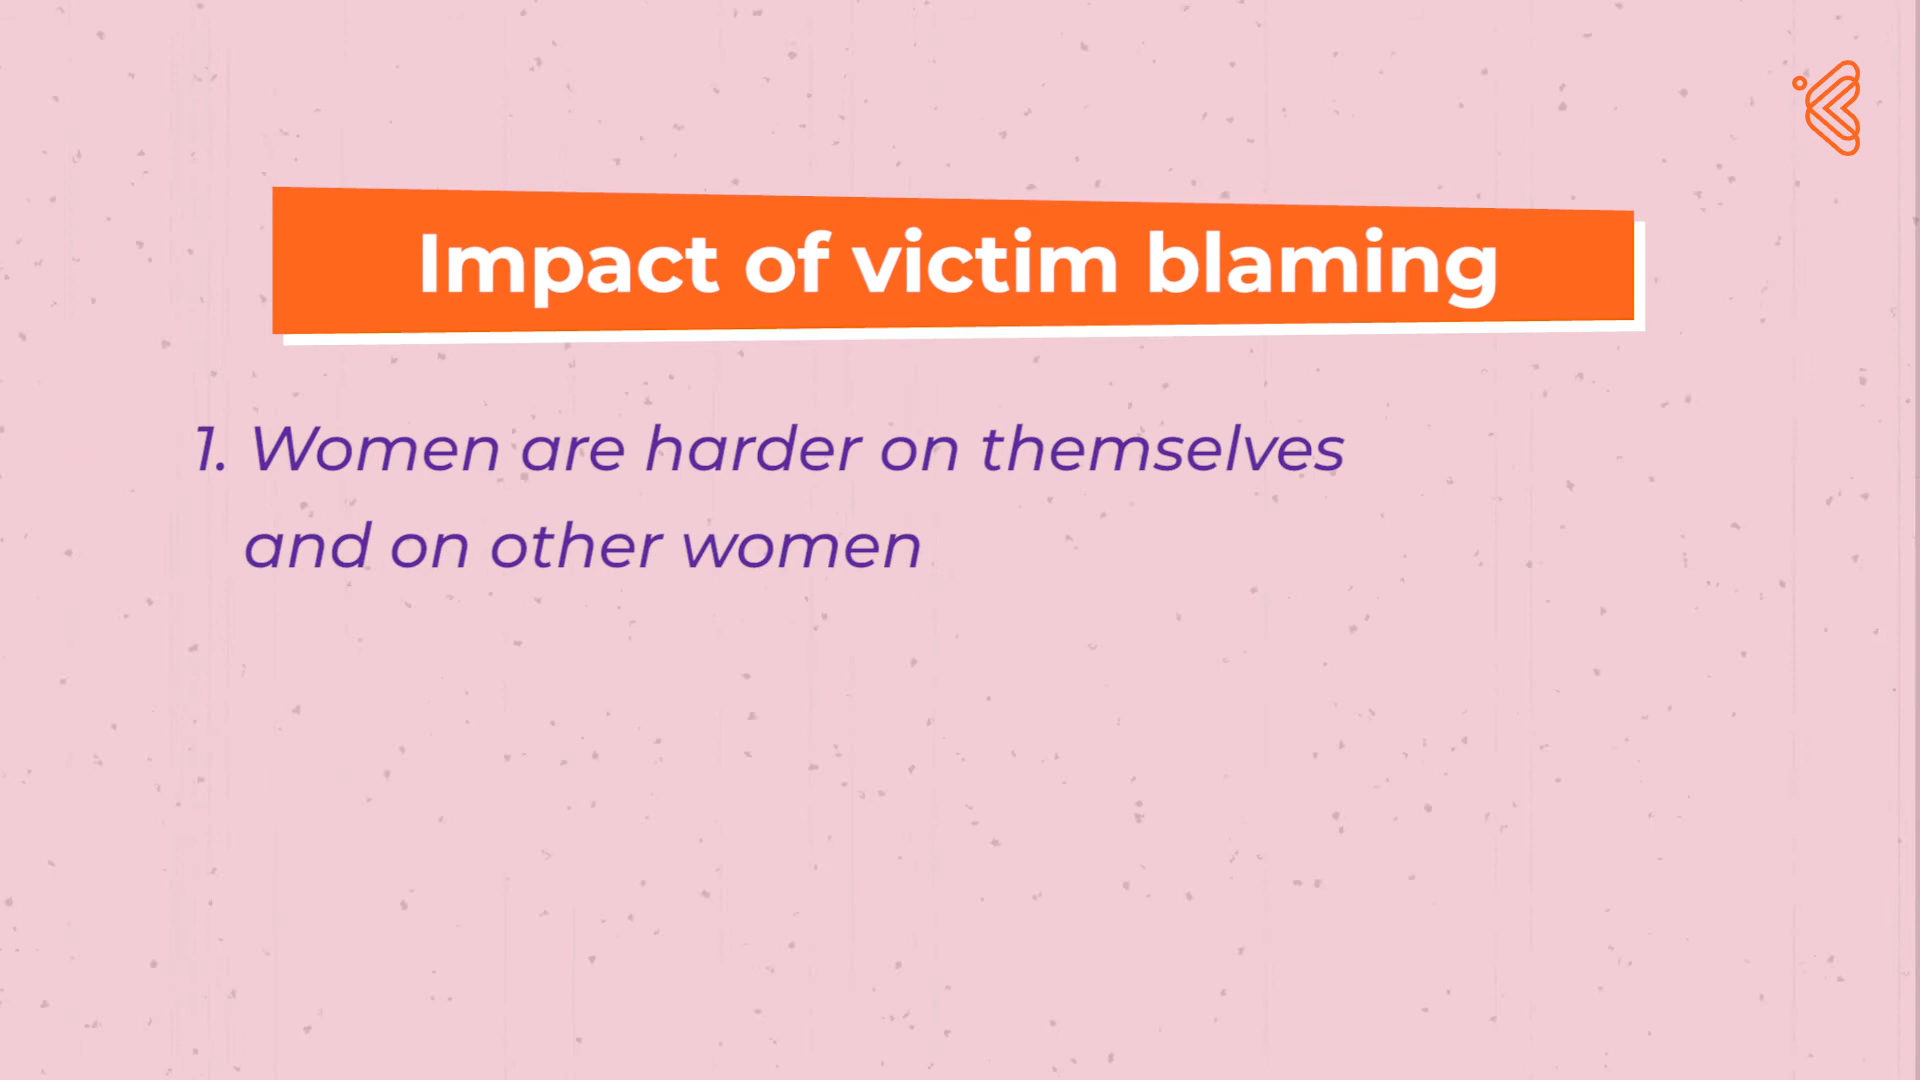 Impact of victim blaming
1. Women are harder on themselves
and on other women